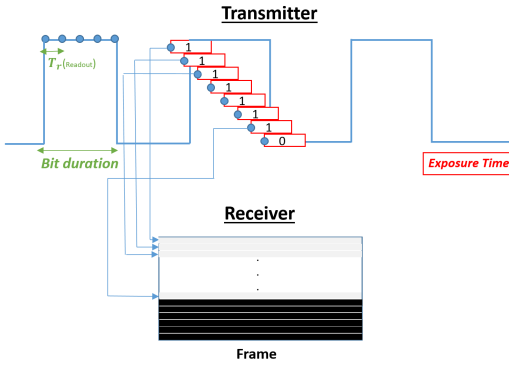 Transmitter
1
1
1
1
1
1
1
0
Tr(Readout)
Bit duration
Exposure Time
Receiver
.
.
.
Frame